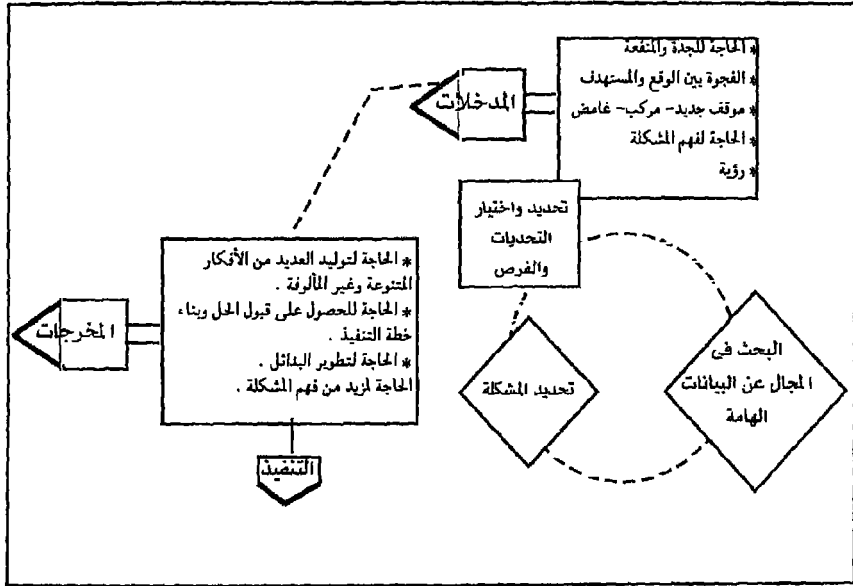 * الحاجة للجدة والمنفعة
* الفجوة بين الوقع والمستهدف
* موقف جديد- مركب- غامض
* الحاجة لفهم المشكلة
* رؤية
المدخلات
تحديد واختيار
التحديات
والفرص
البحث فى
المجال عن البيانات
الهامة
تحديد المشكلة
* الحاجة لتوليد العديد من الأفكار
المتنوعة وغير المألوفة .
* الحاجة للحصول على قبول الحل وبناء
خطة التنفيذ .
* الحاجة لتطوير البدائل .
الحاجة لمزيد من فهم المشكلة .
المخرجات
التنفيذ